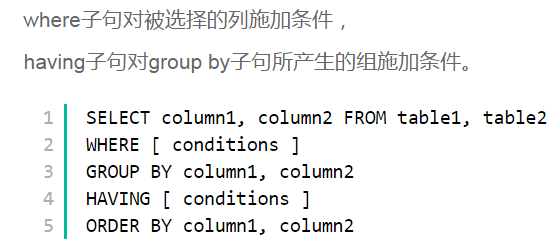 where子句对被选择的列施加条件，
having子句对group by子句所产生的组施加条件。
1 SELECT column1, column2 FROM table1, table2
2 WHERE [ conditions ]
3 GROUP BY column1, column2
4 HAVING [ conditions ]
5 ORDER BY column1, column2